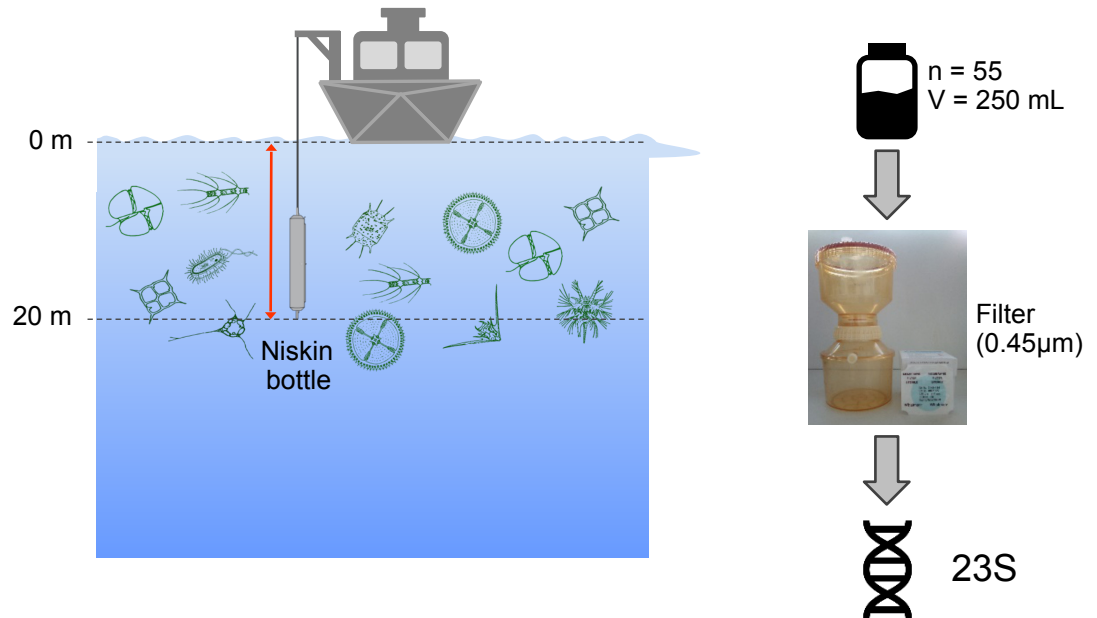 0 m
20 m
Niskin
bottle
n = 55
V = 250 mL
Filter
(0.45µm)
23S